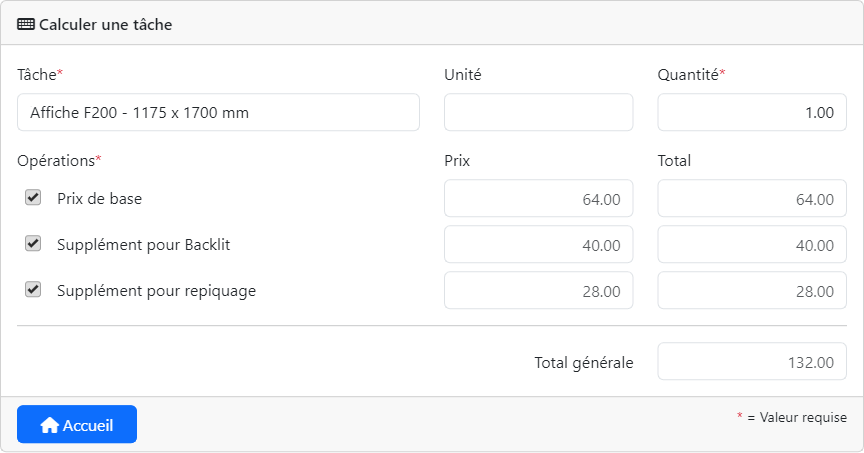 Calculer une tâche
Tâche* Unité Quantité*
Affiche F200 - 1175 x 1700 mm 1.00
Opérations* Prix Total
Prix de base 64.00 64.00
Supplément pour Backlit 40.00 40.00
Supplément pour repiquage 28.00 28.00
Total générale 132.00
Accueil * = Valeur requise